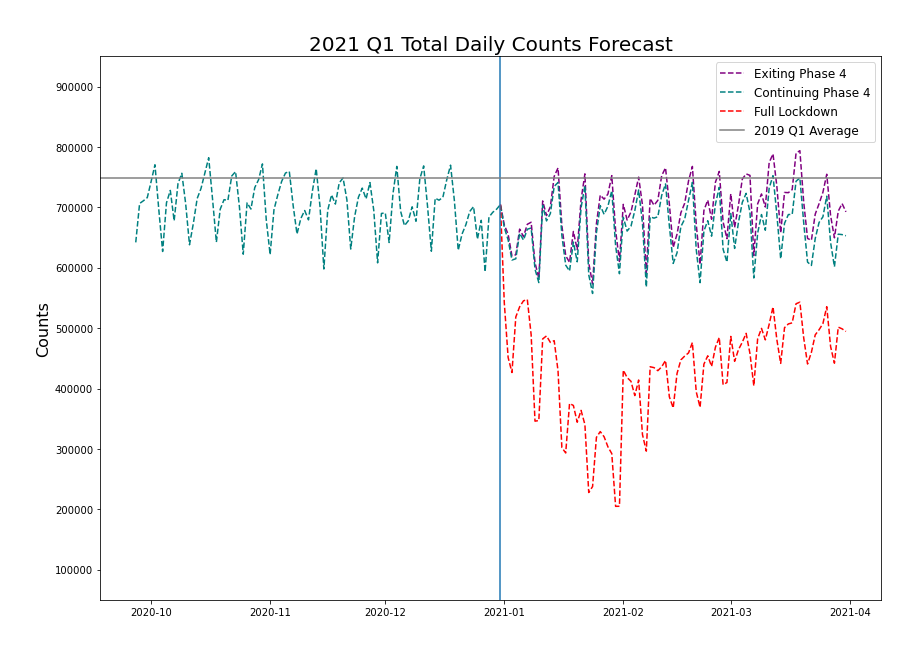 2021 Q1 Total Daily Counts Forecast
Exiting Phase 4
Continuing Phase 4
Full Lockdown
2019 Q1 Average
Counts
900000
800000
700000
600000
500000
400000
300000
200000
100000
2020-10
2020-11
2020-12
2021-01
2021-02
2021-03
2021-04